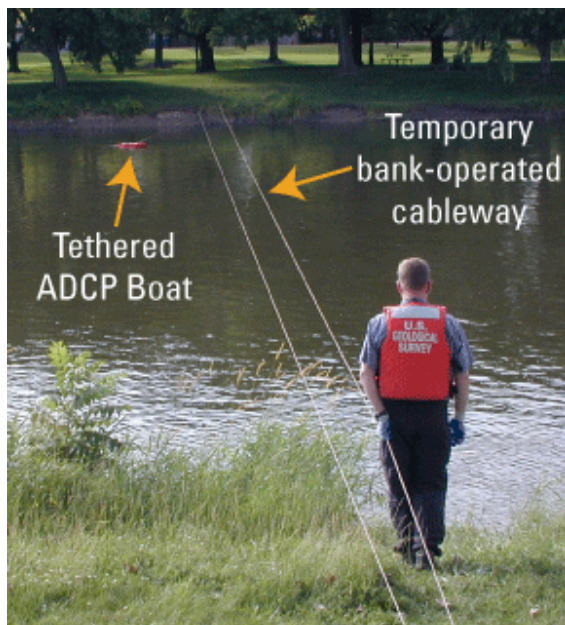 Temporary
bank-operated
cableway
Tethered
ADCP Boat
U.S.
GEOLOGICAL
SURVEY